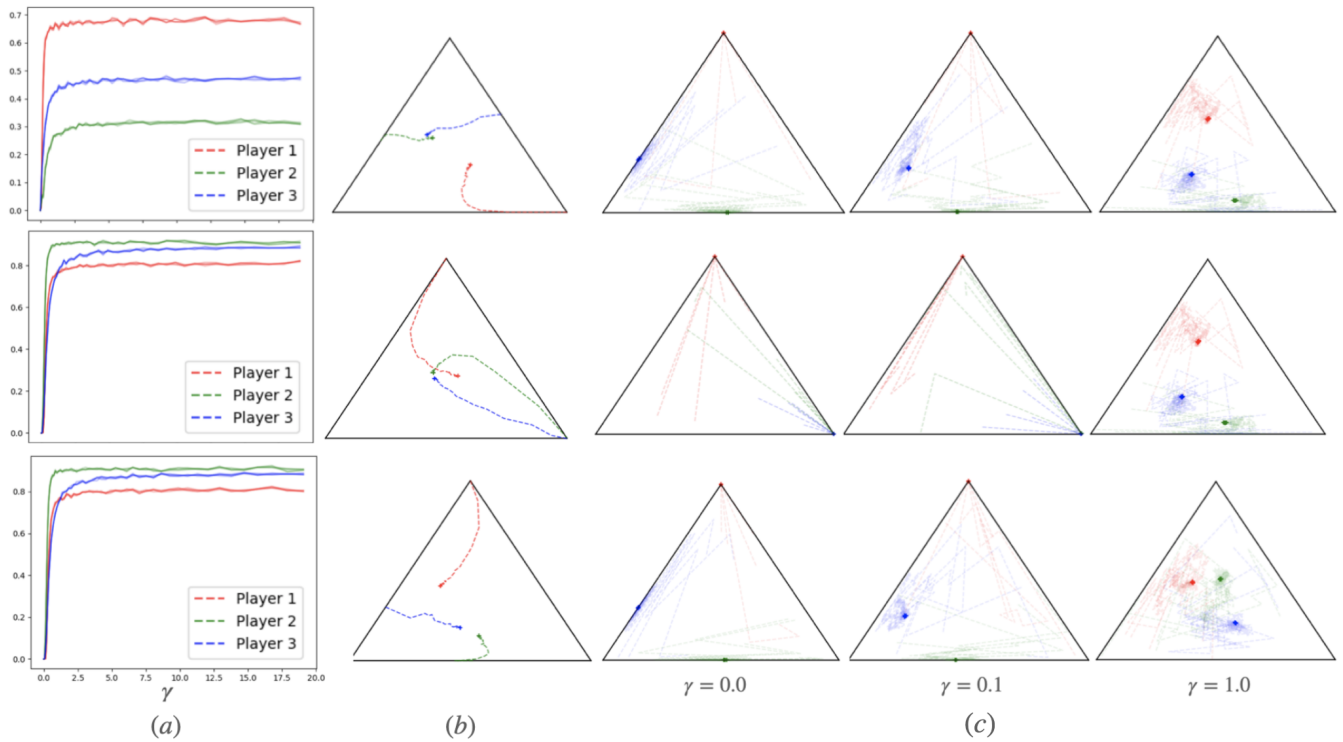 0.7
0.6
0.5
0.4
0.3
0.2
0.1
0.0
Player 1
Player 2
Player 3
0.8
0.6
0.4
0.2
0.0
Player 1
Player 2
Player 3
0.8
0.6
0.4
0.2
0.0
Player 1
Player 2
Player 3
0.0 2.5 5.0 7.5 10.0 12.5 15.0 17.5 20.0
γ
γ = 0.0 γ = 0.1 γ = 1.0
(a) (b) (c)